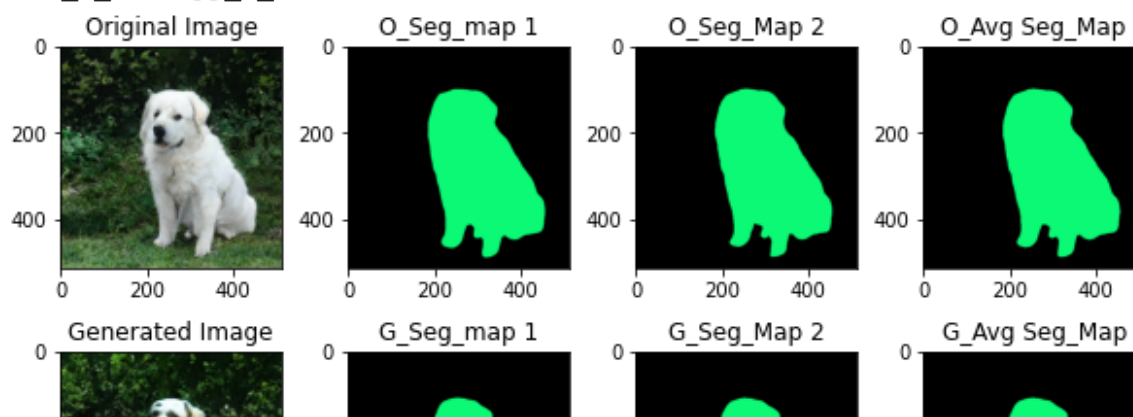 Original Image O_Seg_map 1 O_Seg_Map 2 O_Avg Seg_Map
0 0 0 0
200 200 200 200
400 400 400 400
0 200 400 0 200 400 0 200 400 0 200 400
Generated Image G_Seg_map 1 G_Seg_Map 2 G_Avg Seg_Map
0 0 0 0